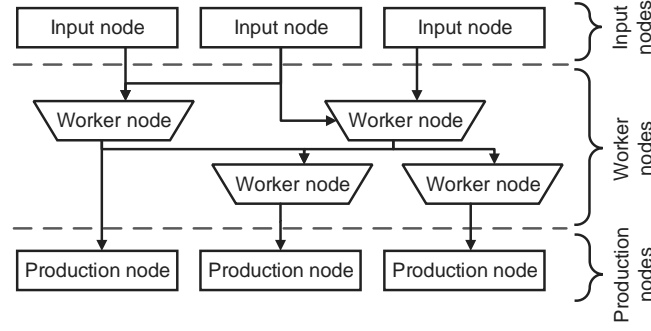 Input node
Input node
Input node
Input
nodes
Worker node
Worker node
Worker node
Worker node
Worker
nodes
Production node
Production node
Production node
Production
nodes